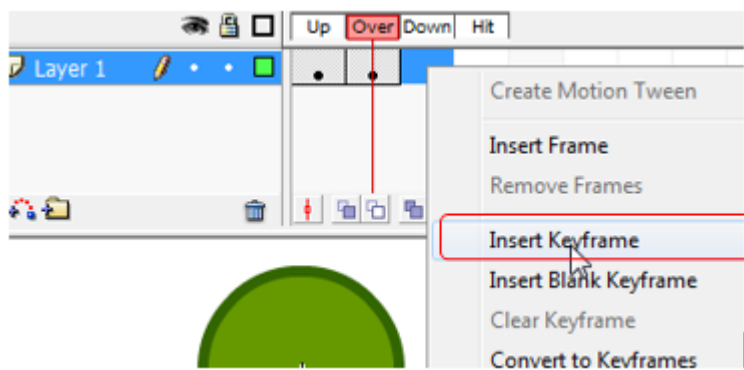 Up Over Down Hit
Layer 1
Create Motion Tween
Insert Frame
Remove Frames
Insert Keyframe
Insert Blank Keyframe
Clear Keyframe
Convert to Keyframes